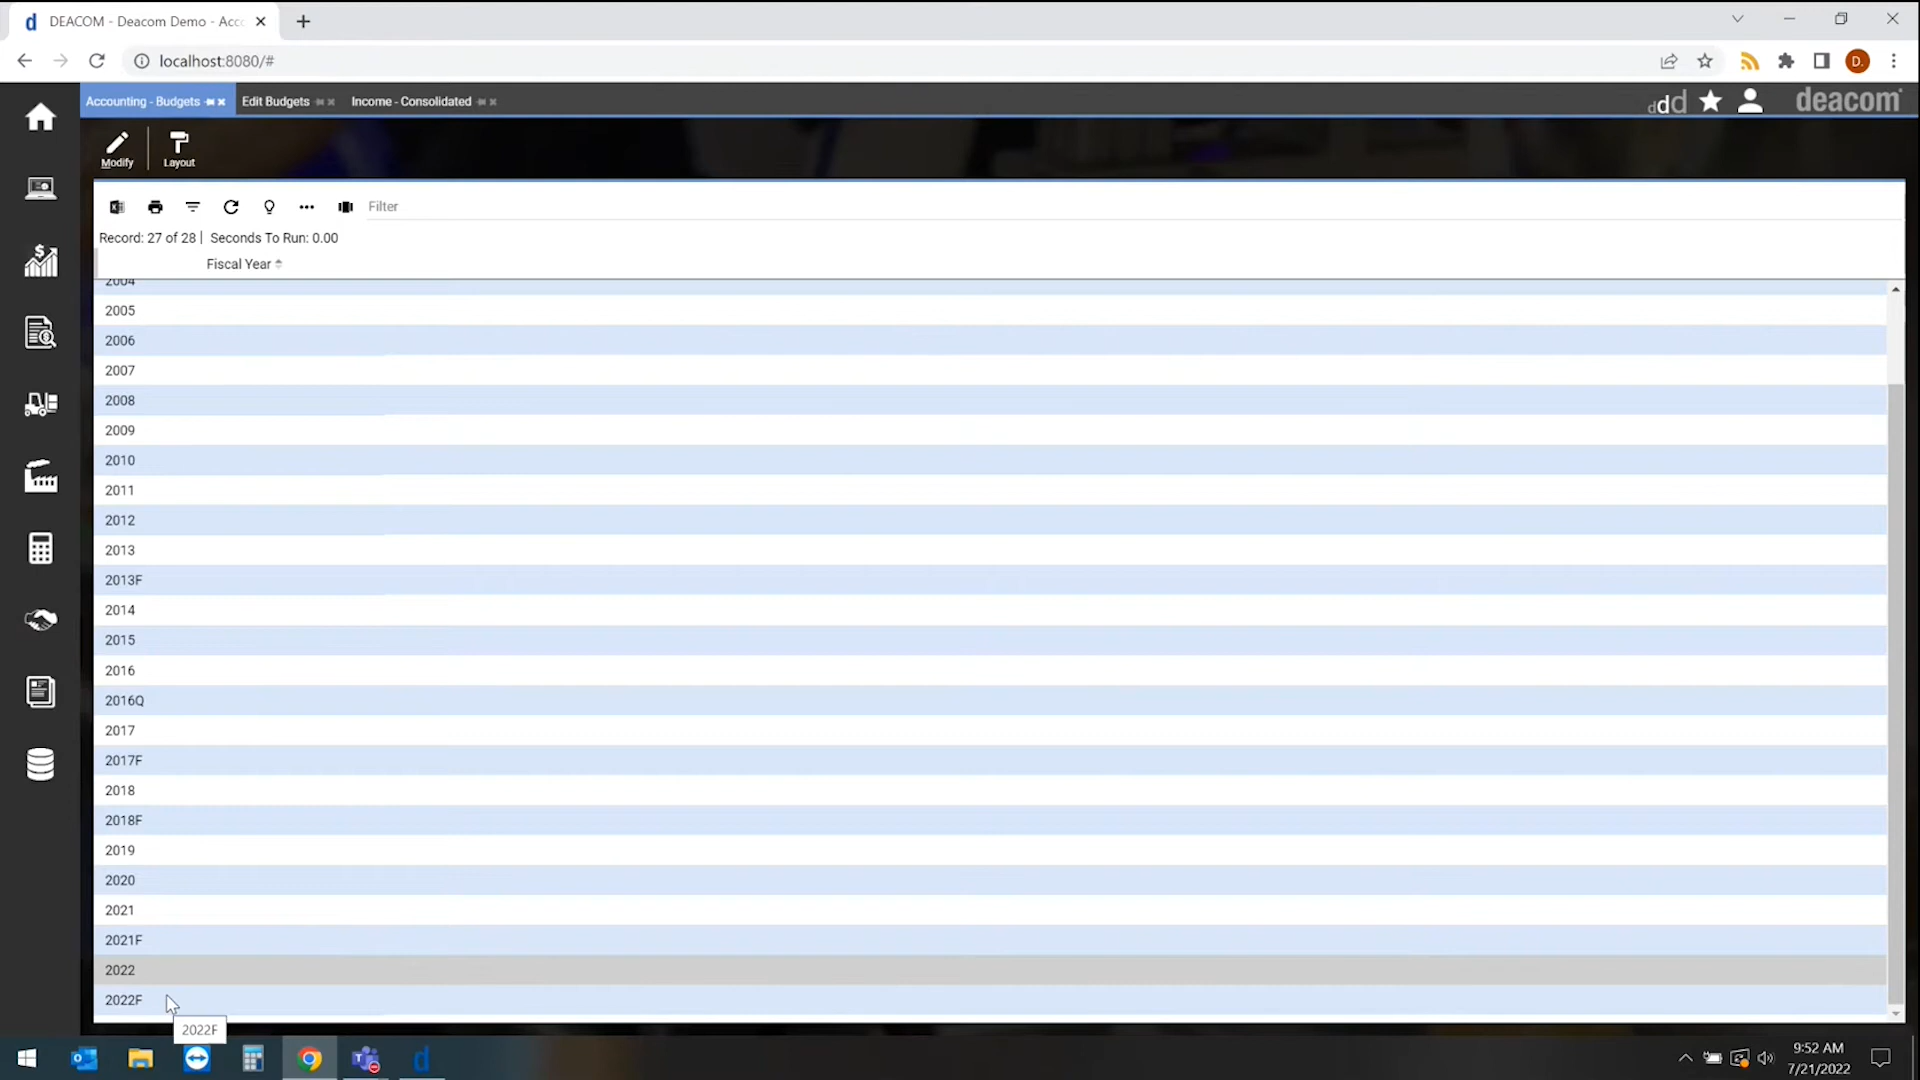 DEACOM - Deacom Demo - Acc
localhost:8080/#
D.
Accounting - Budgets
Edit Budgets
Income - Consolidated
ddd
deacom
Modify
Layout
Filter
Record: 27 of 28 | Seconds To Run: 0.00
Fiscal Year
2004
2005
2006
2007
2008
2009
2010
2011
2012
2013
2013F
2014
2015
2016
2016Q
2017
2017F
2018
2018F
2019
2020
2021
2021F
2022
2022F
2022F
9:52 AM
7/21/2022